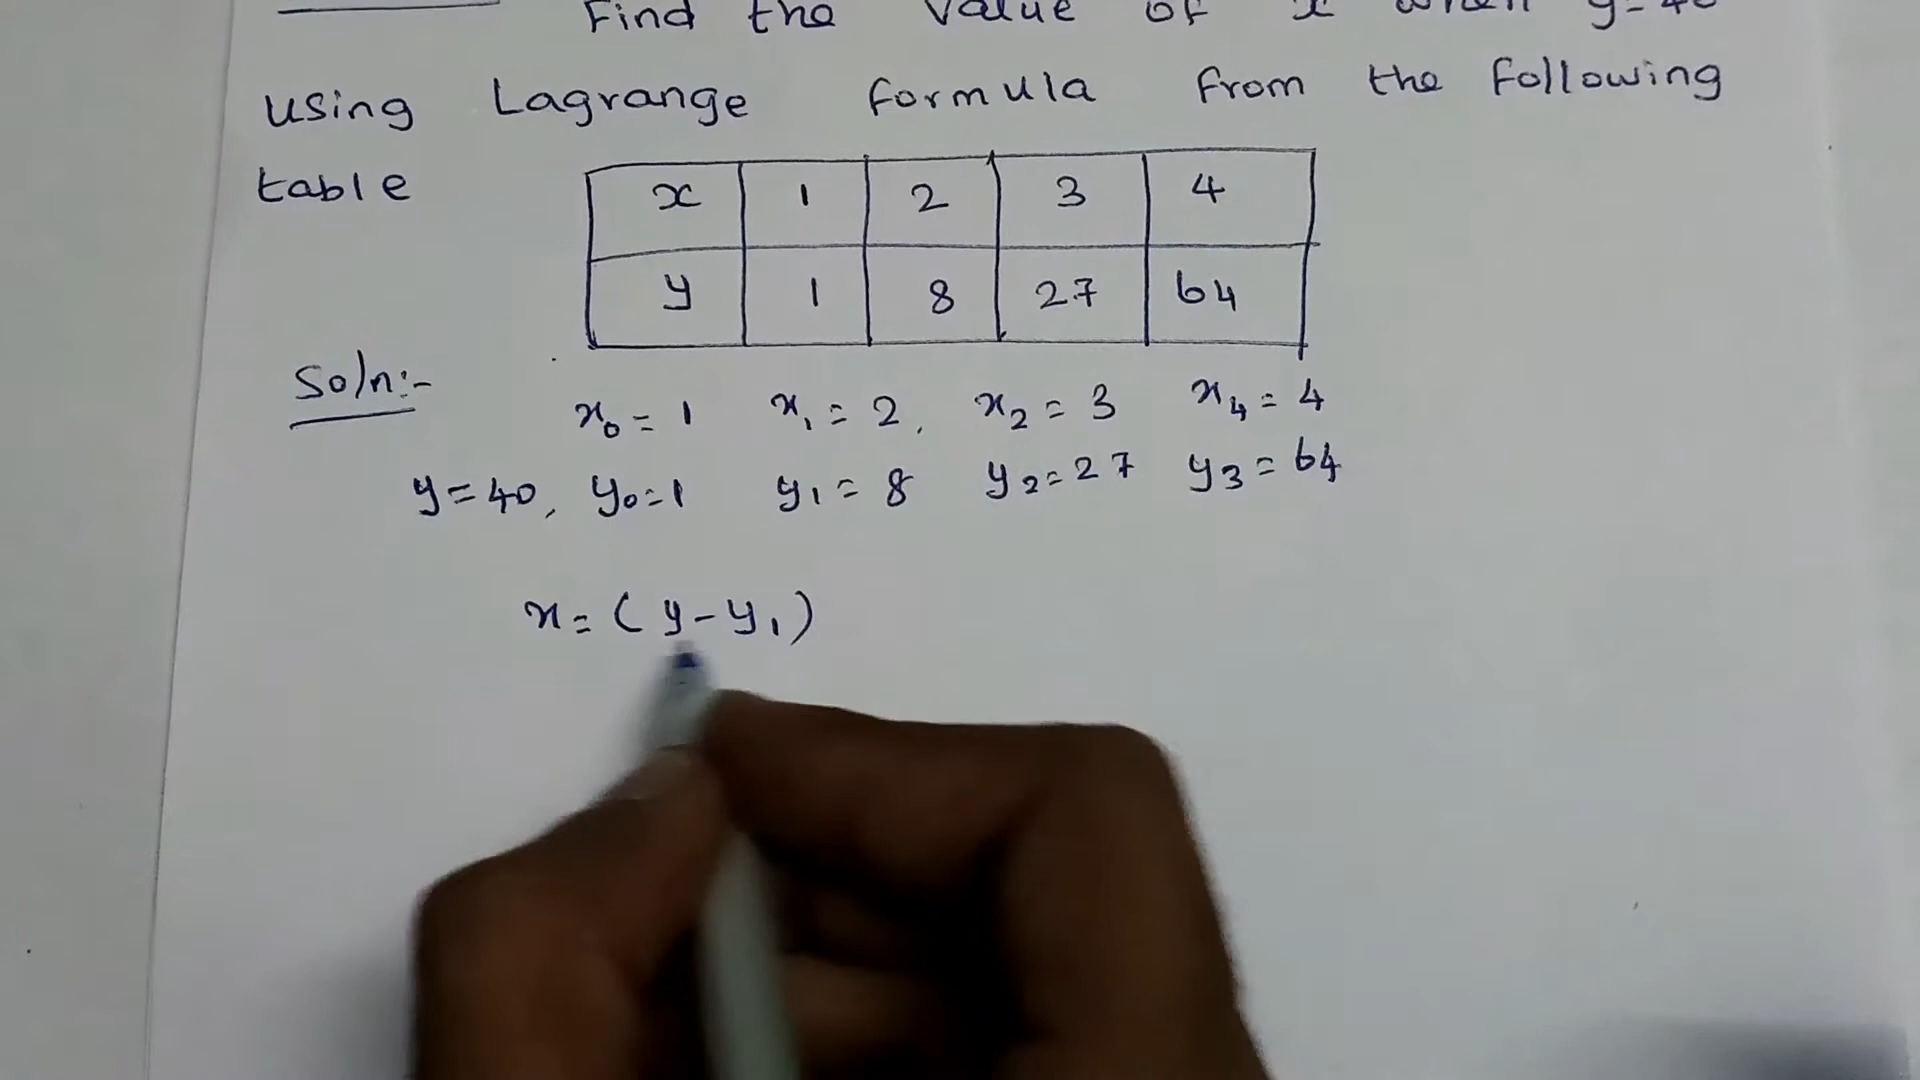 Find the value of x when y=40
using Lagrange formula from the following
table
x 1 2 3 4
y 1 8 27 64
Soln:-
x₀ = 1 x₁ = 2, x₂ = 3 x₄ = 4
y = 40, y₀=1 y₁ = 8 y₂=27 y₃=64
x = (y-y₁)